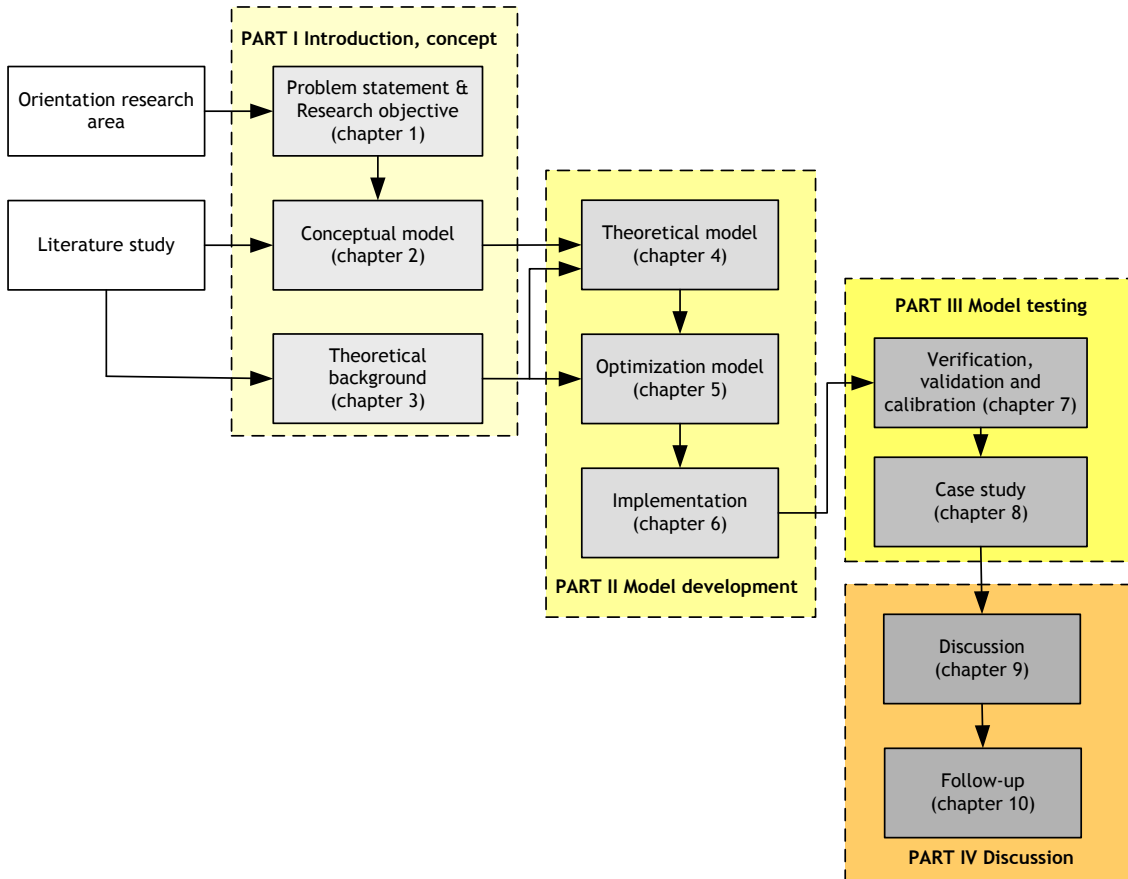 PART I Introduction, concept
Orientation research
area
Problem statement &
Research objective
(chapter 1)
Literature study
Conceptual model
(chapter 2)
Theoretical
background
(chapter 3)
Theoretical model
(chapter 4)
Optimization model
(chapter 5)
Implementation
(chapter 6)
PART II Model development
PART III Model testing
Verification,
validation and
calibration (chapter 7)
Case study
(chapter 8)
Discussion
(chapter 9)
Follow-up
(chapter 10)
PART IV Discussion